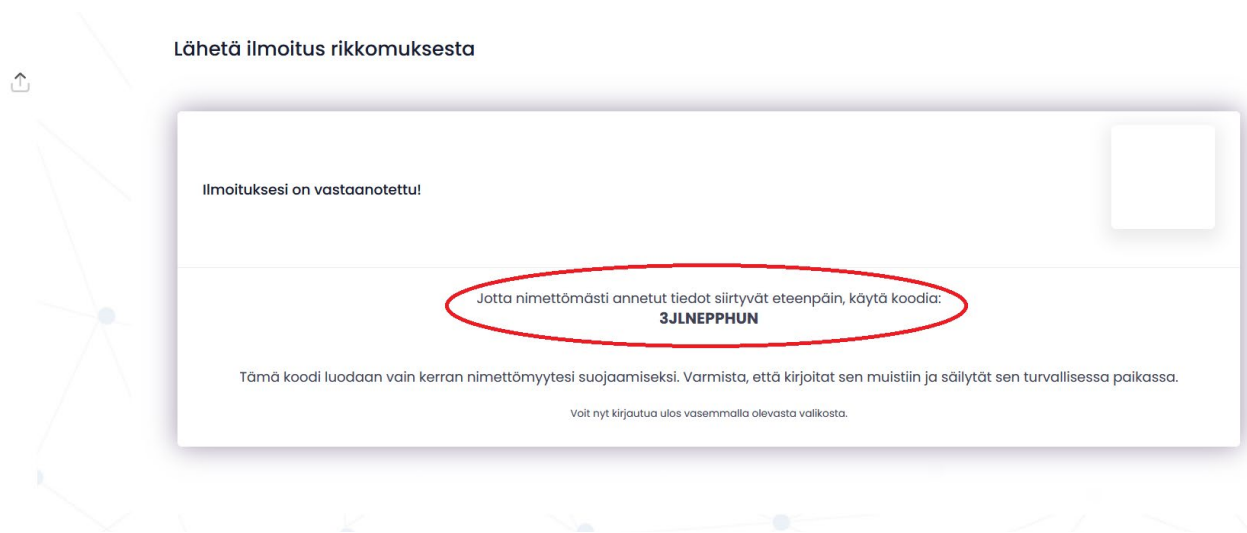 Lähetä ilmoitus rikkomuksesta
Ilmoituksesi on vastaanotettu!
Jotta nimettömästi annetut tiedot siirtyvät eteenpäin, käytä koodia:
3JLNEPPHUN
Tämä koodi luodaan vain kerran nimettömyytesi suojaamiseksi. Varmista, että kirjoitat sen muistiin ja säilytät sen turvallisessa paikassa.
Voit nyt kirjautua ulos vasemmalla olevasta valikosta.